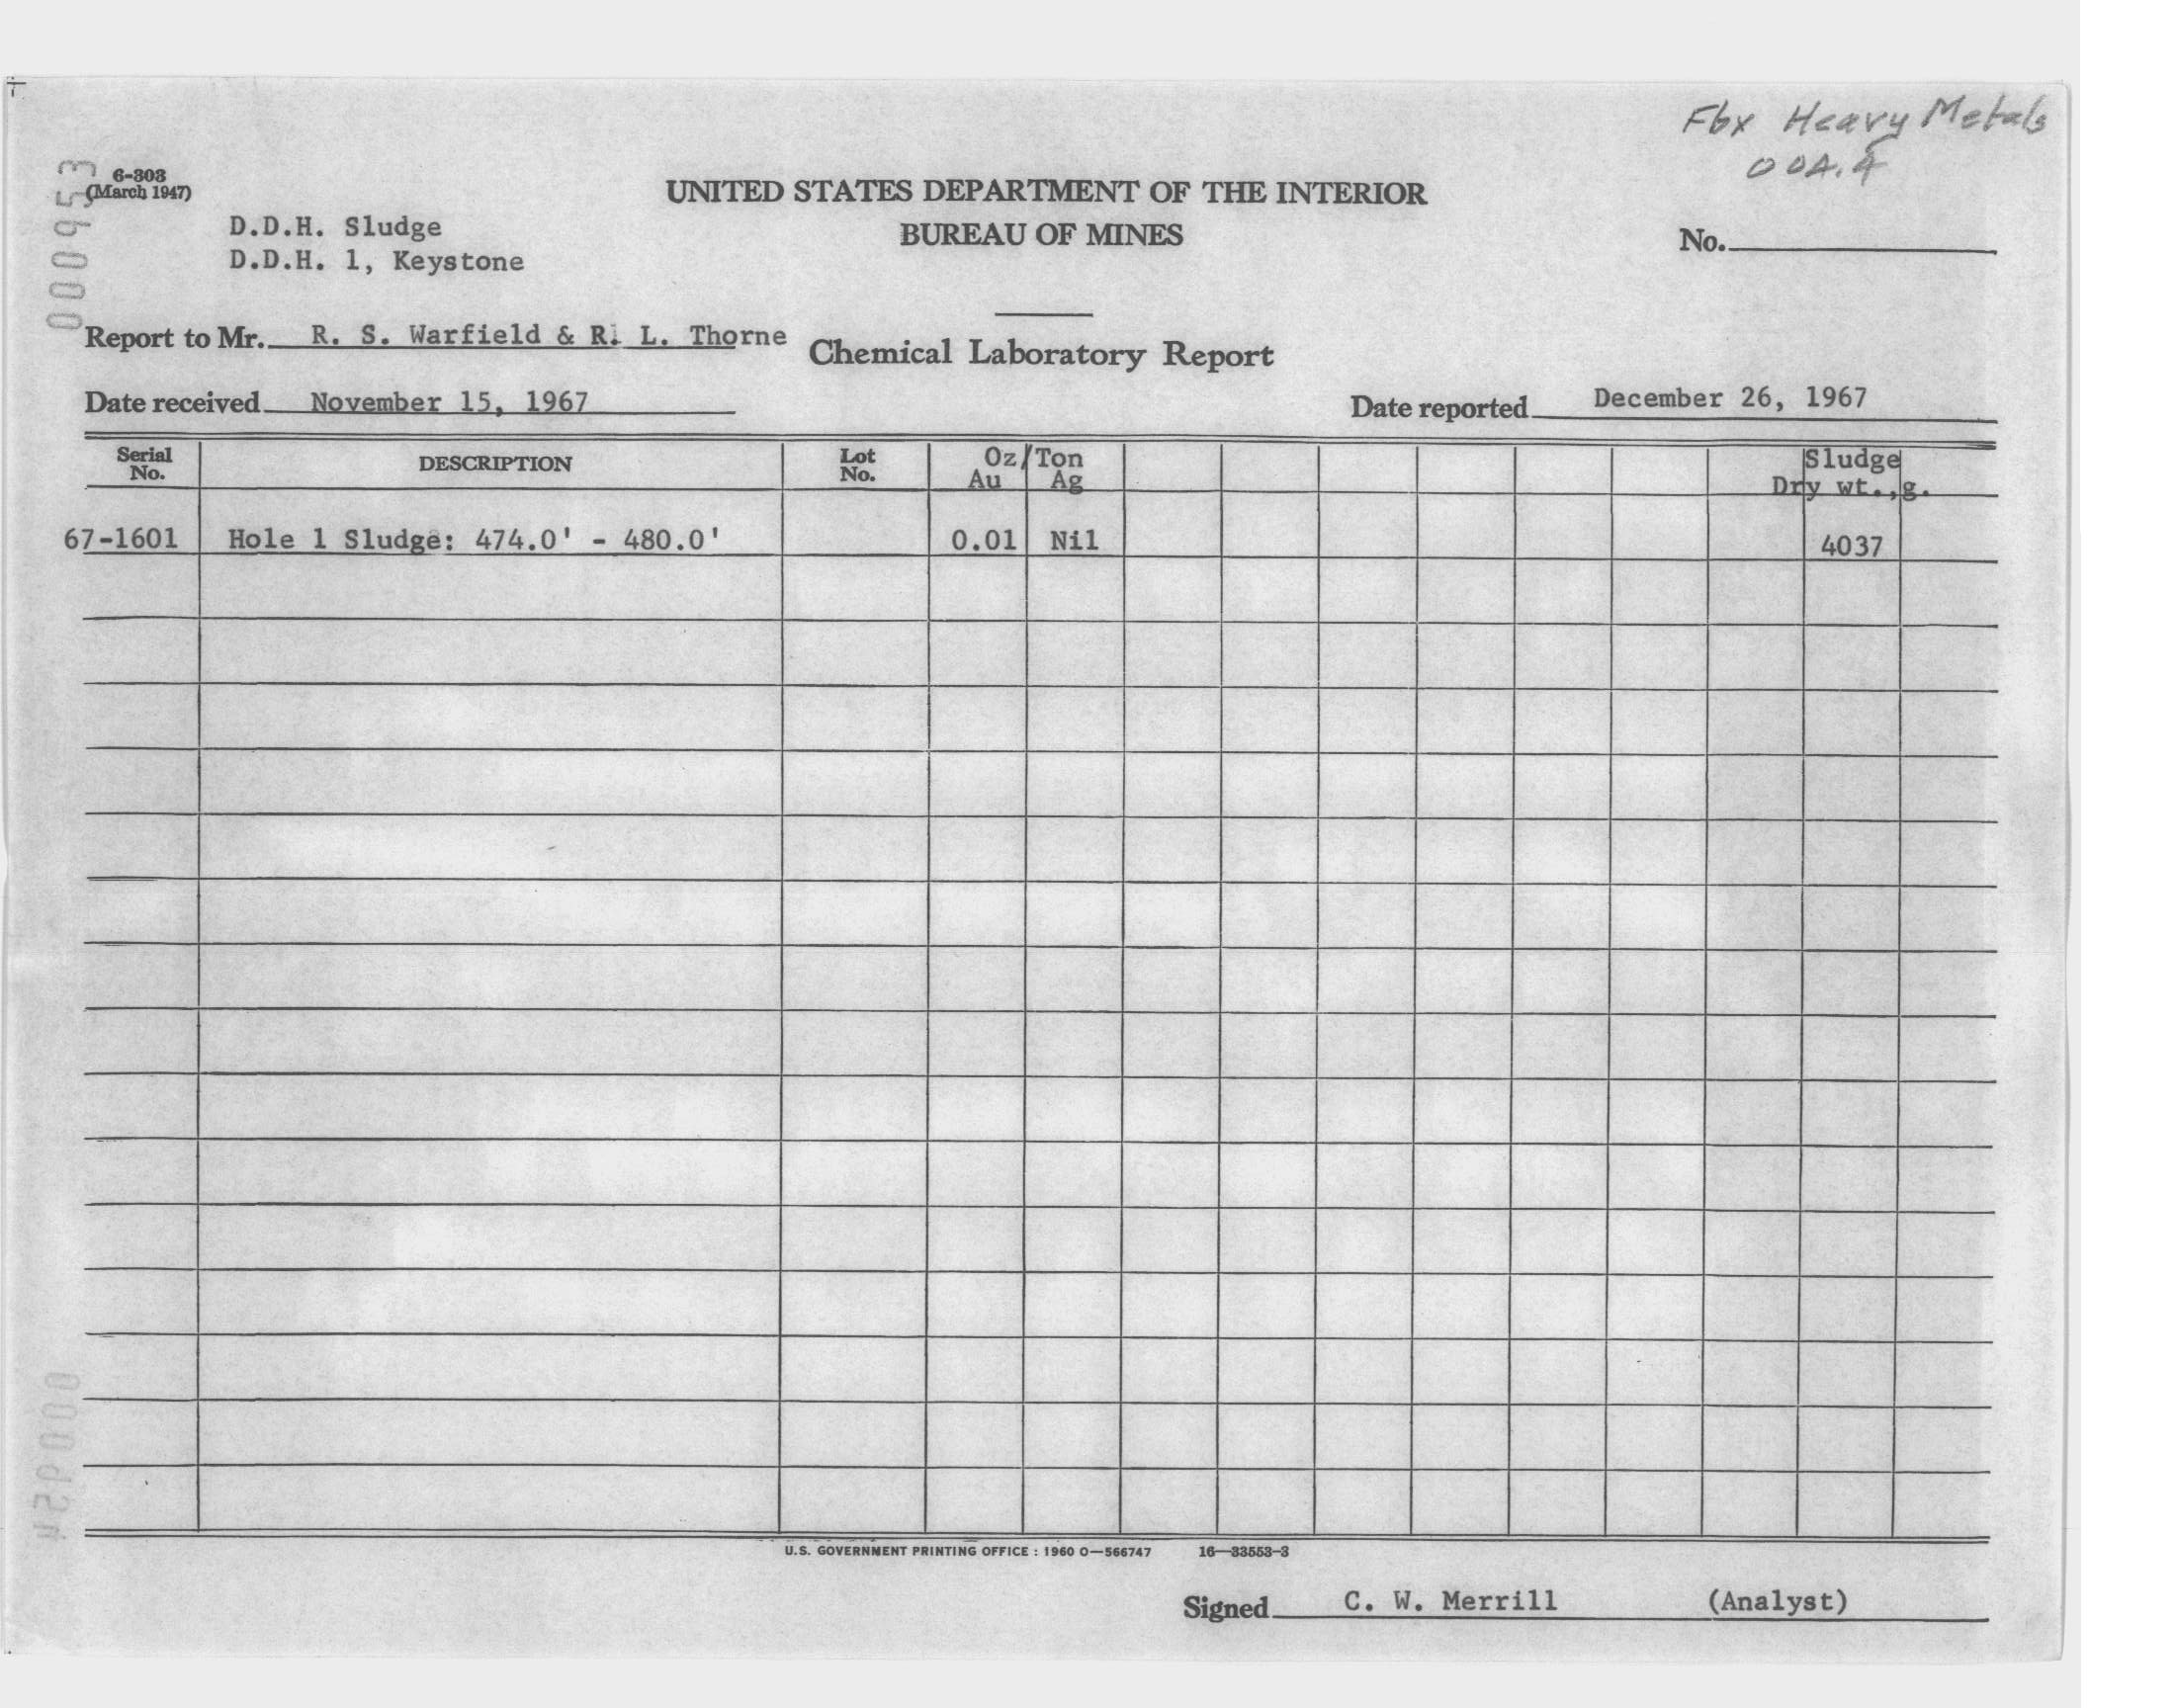 Fbx Heavy Metals
00A.4
6-303
(March 1947)
000953
UNITED STATES DEPARTMENT OF THE INTERIOR
BUREAU OF MINES
D.D.H. Sludge
D.D.H. 1, Keystone
No.
Report to Mr. R. S. Warfield & R. L. Thorne
Chemical Laboratory Report
Date received November 15, 1967
Date reported December 26, 1967
Serial No. DESCRIPTION Lot No. Oz/Ton Au Ag Sludge Dry wt., g.
67-1601 Hole 1 Sludge: 474.0' - 480.0' 0.01 Nil 4037
U.S. GOVERNMENT PRINTING OFFICE : 1960 O—566747 16—33553-3
Signed C. W. Merrill (Analyst)